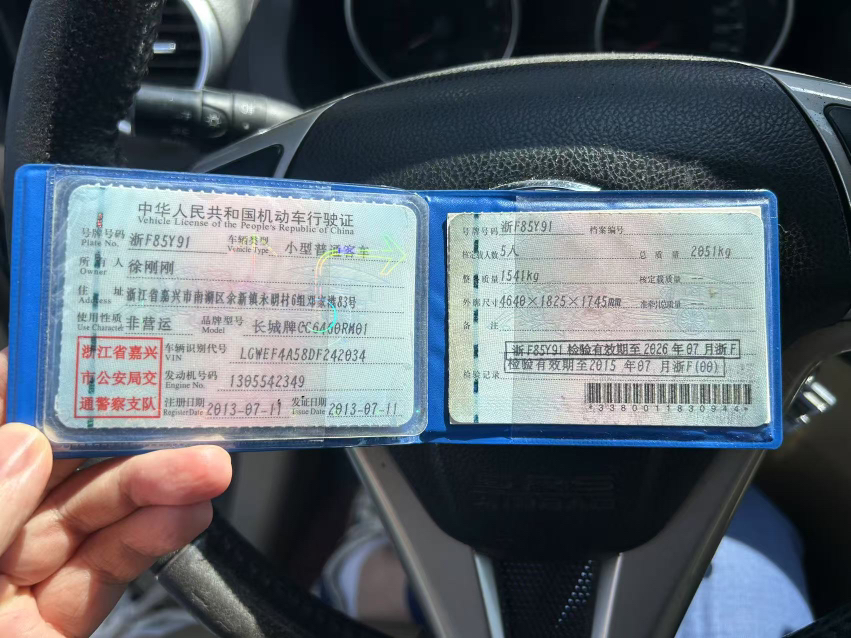 中华人民共和国机动车行驶证
Vehicle License of the People's Republic of China
号牌号码 浙F85Y91 车辆类型 小型普通客车
Plate No. Vehicle Type
所有人 徐刚刚
Owner
住址 浙江省嘉兴市南湖区余新镇永明村6组邓家港83号
Address
使用性质 非营运 品牌型号 长城牌CC6460RM01
Use Character Model
浙江省嘉兴
市公安局交
通警察支队
车辆识别代号 LGWEF4A58DF242034
VIN
发动机号码 1305542349
Engine No.
注册日期 2013-07-11 发证日期 2013-07-11
Register Date Issue Date
号牌号码 浙F85Y91 档案编号
核定载人数 5人 总质量 2051kg
整备质量 1541kg 核定载质量 --
外廓尺寸 4640×1825×1745mm 准牵引总质量 --
备注
浙F85Y91 检验有效期至2026年07月浙F
检验记录 检验有效期至2015年07月浙F(00)
*3380011830944*